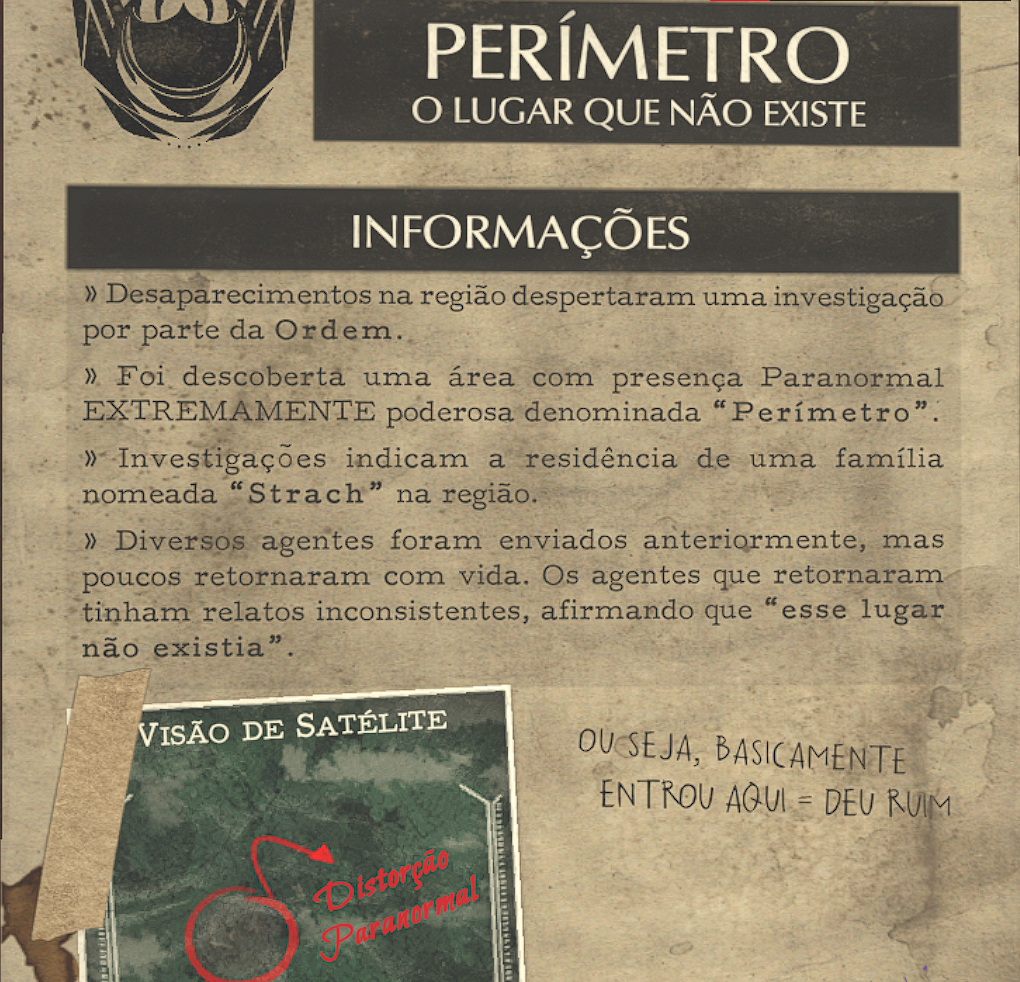 PERÍMETRO
O LUGAR QUE NÃO EXISTE
INFORMAÇÕES
» Desaparecimentos na região despertaram uma investigação
por parte da Ordem.
» Foi descoberta uma área com presença Paranormal
EXTREMAMENTE poderosa denominada “Perímetro”.
» Investigações indicam a residência de uma família
nomeada “Strach” na região.
» Diversos agentes foram enviados anteriormente, mas
poucos retornaram com vida. Os agentes que retornaram
tinham relatos inconsistentes, afirmando que “esse lugar
não existia”.
VISÃO DE SATÉLITE
OU SEJA, BASICAMENTE
ENTROU AQUI = DEU RUIM
Distorção
Paranormal